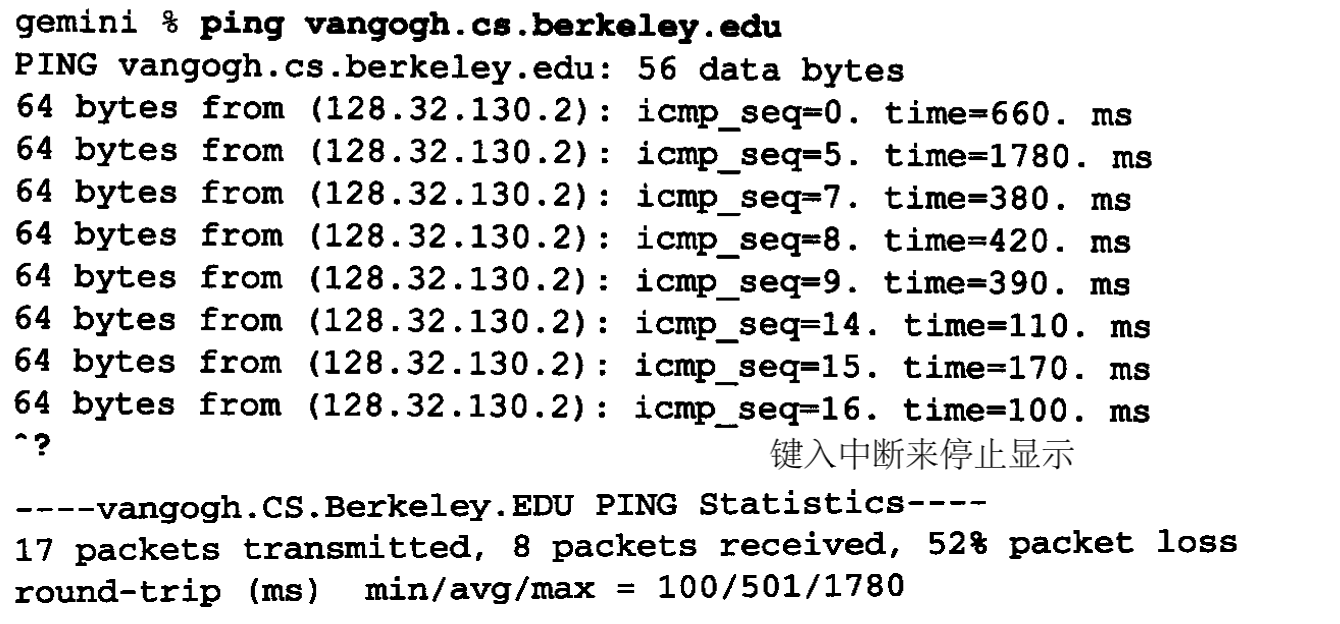 gemini % ping vangogh.cs.berkeley.edu
PING vangogh.cs.berkeley.edu: 56 data bytes
64 bytes from (128.32.130.2): icmp_seq=0. time=660. ms
64 bytes from (128.32.130.2): icmp_seq=5. time=1780. ms
64 bytes from (128.32.130.2): icmp_seq=7. time=380. ms
64 bytes from (128.32.130.2): icmp_seq=8. time=420. ms
64 bytes from (128.32.130.2): icmp_seq=9. time=390. ms
64 bytes from (128.32.130.2): icmp_seq=14. time=110. ms
64 bytes from (128.32.130.2): icmp_seq=15. time=170. ms
64 bytes from (128.32.130.2): icmp_seq=16. time=100. ms
^? 键入中断来停止显示
----vangogh.CS.Berkeley.EDU PING Statistics----
17 packets transmitted, 8 packets received, 52% packet loss
round-trip (ms) min/avg/max = 100/501/1780